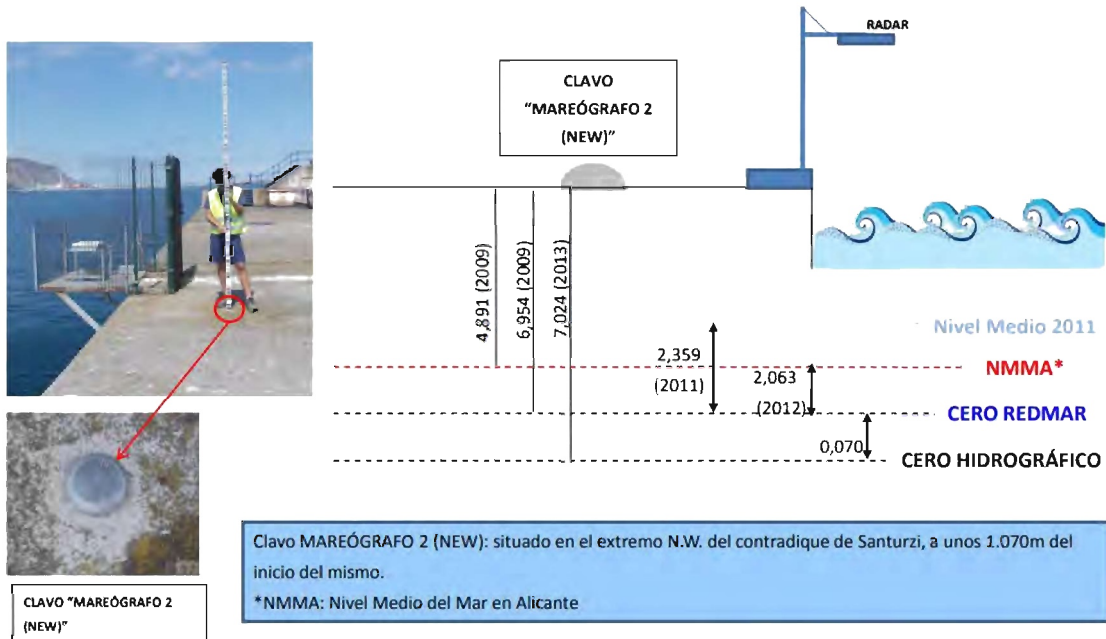 RADAR
CLAVO
"MAREÓGRAFO 2
(NEW)"
4,891 (2009)
6,954 (2009)
7,024 (2013)
Nivel Medio 2011
2,359
(2011)
NMMA*
2,063
(2012)
CERO REDMAR
0,070
CERO HIDROGRÁFICO
Clavo MAREÓGRAFO 2 (NEW): situado en el extremo N.W. del contradique de Santurzi, a unos 1.070m del
inicio del mismo.
*NMMA: Nivel Medio del Mar en Alicante
CLAVO "MAREÓGRAFO 2
(NEW)"